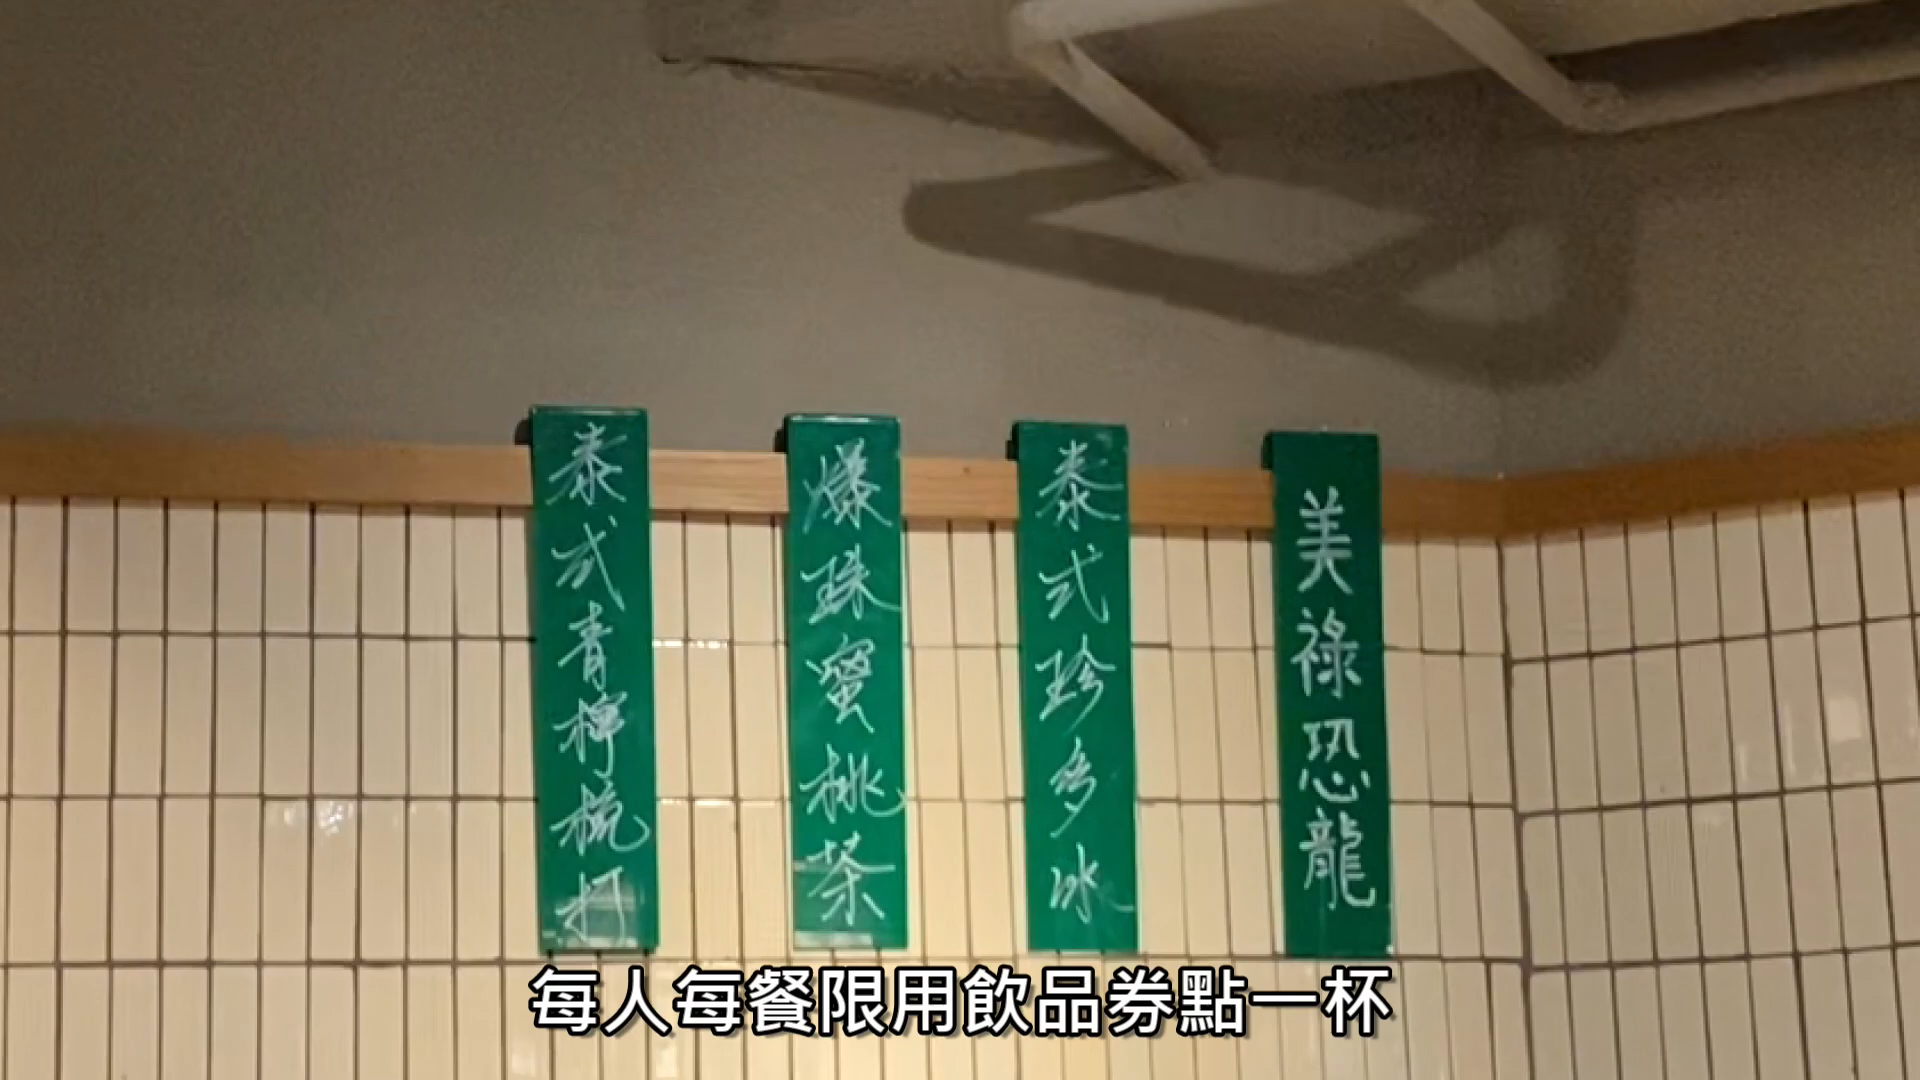 泰式青檸梳打
爆珠蜜桃茶
泰式珍多冰
美祿恐龍
每人每餐限用飲品券點一杯